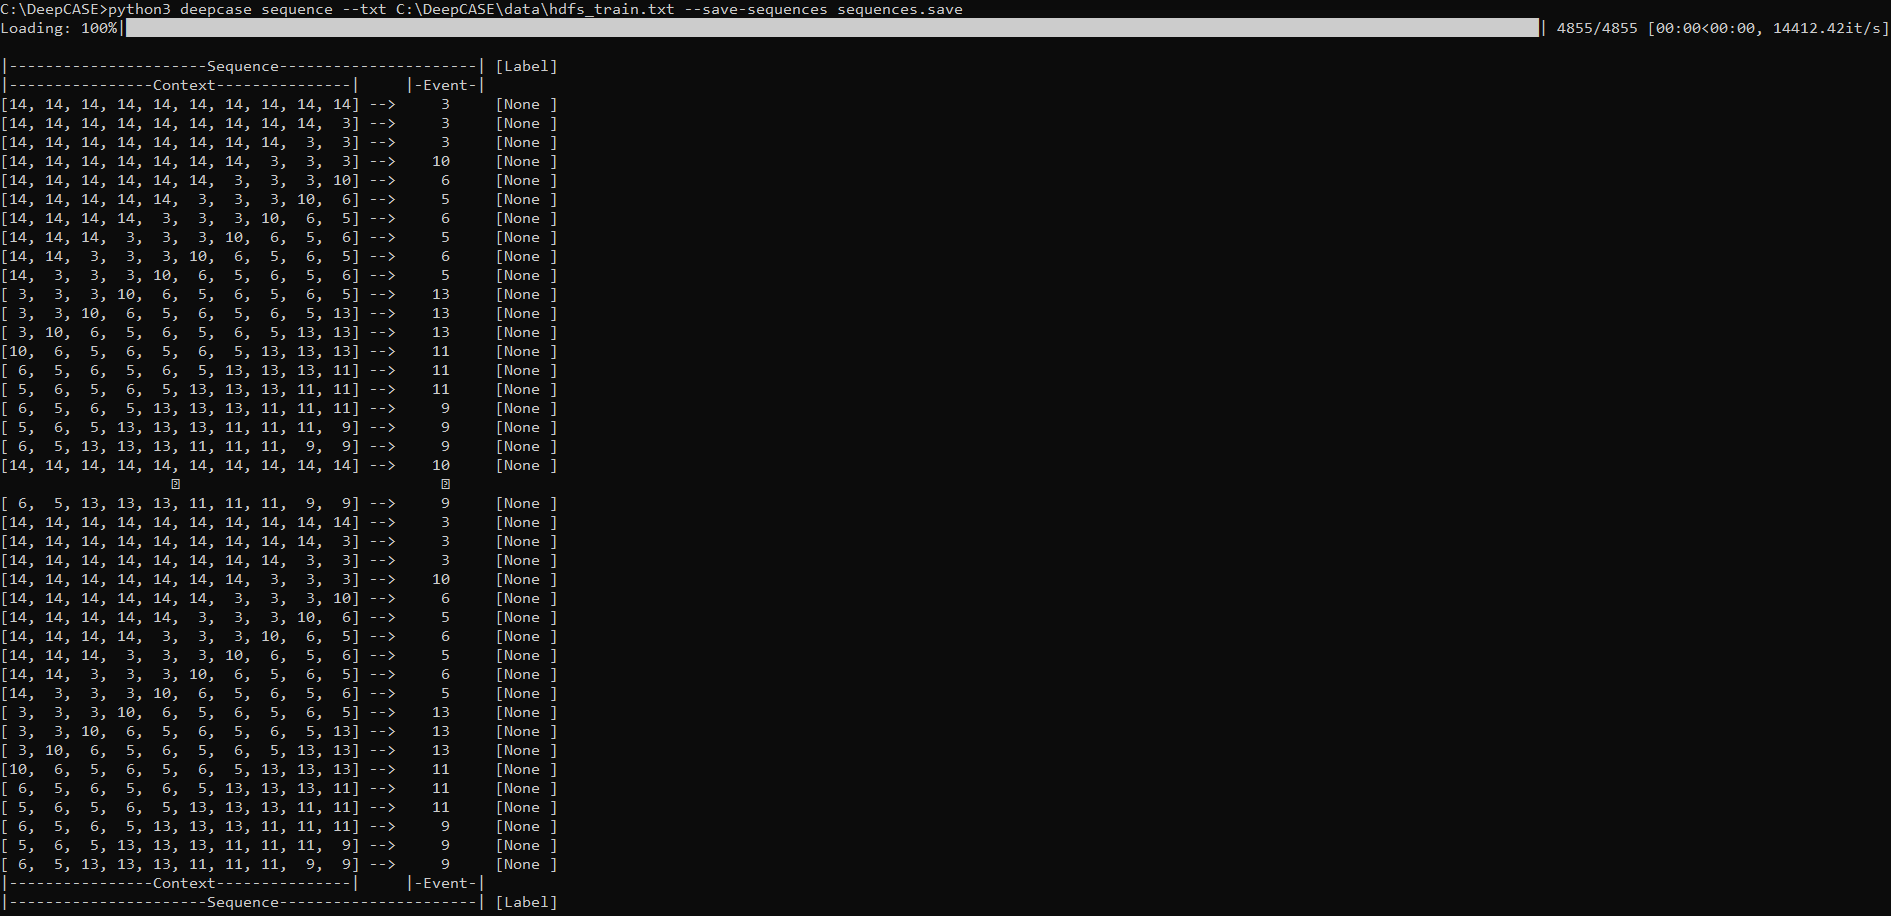 C:\DeepCASE>python3 deepcase sequence --txt C:\DeepCASE\data\hdfs_train.txt --save-sequences sequences.save
Loading: 100%| | 4855/4855 [00:00<00:00, 14412.42it/s]
|----------------------Sequence----------------------| [Label]
|----------------Context---------------|     |-Event-|
[14, 14, 14, 14, 14, 14, 14, 14, 14, 14] -->     3     [None ]
[14, 14, 14, 14, 14, 14, 14, 14, 14,  3] -->     3     [None ]
[14, 14, 14, 14, 14, 14, 14, 14,  3,  3] -->     3     [None ]
[14, 14, 14, 14, 14, 14, 14,  3,  3,  3] -->    10     [None ]
[14, 14, 14, 14, 14, 14,  3,  3,  3, 10] -->     6     [None ]
[14, 14, 14, 14, 14,  3,  3,  3, 10,  6] -->     5     [None ]
[14, 14, 14, 14,  3,  3,  3, 10,  6,  5] -->     6     [None ]
[14, 14, 14,  3,  3,  3, 10,  6,  5,  6] -->     5     [None ]
[14, 14,  3,  3,  3, 10,  6,  5,  6,  5] -->     6     [None ]
[14,  3,  3,  3, 10,  6,  5,  6,  5,  6] -->     5     [None ]
[ 3,  3,  3, 10,  6,  5,  6,  5,  6,  5] -->    13     [None ]
[ 3,  3, 10,  6,  5,  6,  5,  6,  5, 13] -->    13     [None ]
[ 3, 10,  6,  5,  6,  5,  6,  5, 13, 13] -->    13     [None ]
[10,  6,  5,  6,  5,  6,  5, 13, 13, 13] -->    11     [None ]
[ 6,  5,  6,  5,  6,  5, 13, 13, 13, 11] -->    11     [None ]
[ 5,  6,  5,  6,  5, 13, 13, 13, 11, 11] -->    11     [None ]
[ 6,  5,  6,  5, 13, 13, 13, 11, 11, 11] -->     9     [None ]
[ 5,  6,  5, 13, 13, 13, 11, 11, 11,  9] -->     9     [None ]
[ 6,  5, 13, 13, 13, 11, 11, 11,  9,  9] -->     9     [None ]
[14, 14, 14, 14, 14, 14, 14, 14, 14, 14] -->    10     [None ]
[ 6,  5, 13, 13, 13, 11, 11, 11,  9,  9] -->     9     [None ]
[14, 14, 14, 14, 14, 14, 14, 14, 14, 14] -->     3     [None ]
[14, 14, 14, 14, 14, 14, 14, 14, 14,  3] -->     3     [None ]
[14, 14, 14, 14, 14, 14, 14, 14,  3,  3] -->     3     [None ]
[14, 14, 14, 14, 14, 14, 14,  3,  3,  3] -->    10     [None ]
[14, 14, 14, 14, 14, 14,  3,  3,  3, 10] -->     6     [None ]
[14, 14, 14, 14, 14,  3,  3,  3, 10,  6] -->     5     [None ]
[14, 14, 14, 14,  3,  3,  3, 10,  6,  5] -->     6     [None ]
[14, 14, 14,  3,  3,  3, 10,  6,  5,  6] -->     5     [None ]
[14, 14,  3,  3,  3, 10,  6,  5,  6,  5] -->     6     [None ]
[14,  3,  3,  3, 10,  6,  5,  6,  5,  6] -->     5     [None ]
[ 3,  3,  3, 10,  6,  5,  6,  5,  6,  5] -->    13     [None ]
[ 3,  3, 10,  6,  5,  6,  5,  6,  5, 13] -->    13     [None ]
[ 3, 10,  6,  5,  6,  5,  6,  5, 13, 13] -->    13     [None ]
[10,  6,  5,  6,  5,  6,  5, 13, 13, 13] -->    11     [None ]
[ 6,  5,  6,  5,  6,  5, 13, 13, 13, 11] -->    11     [None ]
[ 5,  6,  5,  6,  5, 13, 13, 13, 11, 11] -->    11     [None ]
[ 6,  5,  6,  5, 13, 13, 13, 11, 11, 11] -->     9     [None ]
[ 5,  6,  5, 13, 13, 13, 11, 11, 11,  9] -->     9     [None ]
[ 6,  5, 13, 13, 13, 11, 11, 11,  9,  9] -->     9     [None ]
|----------------Context---------------|     |-Event-|
|----------------------Sequence----------------------| [Label]